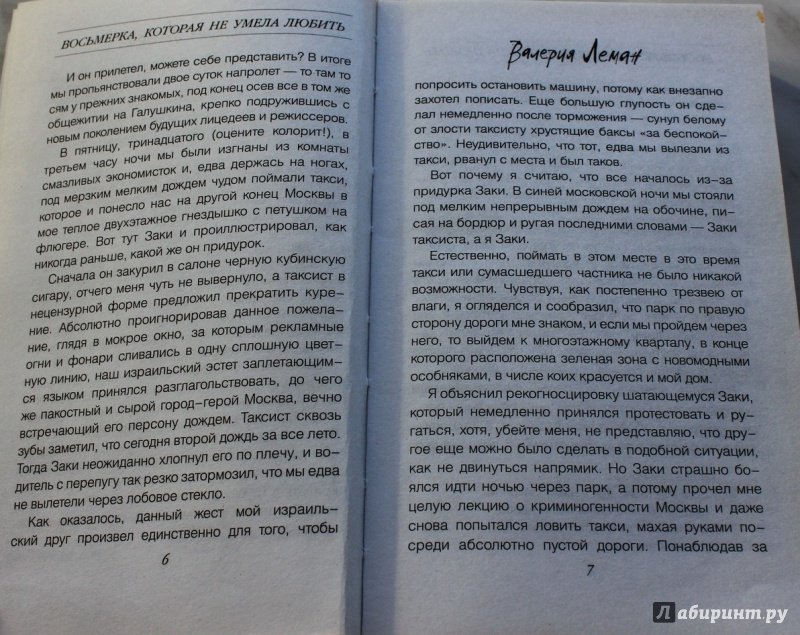 ВОСЬМЕРКА, КОТОРАЯ НЕ УМЕЛА ЛЮБИТЬ
И он прилетел, можете себе представить? В итоге
мы пропьянствовали двое суток напролет — то там то
сям у прежних знакомых, под конец осев все в том же
общежитии на Галушкина, крепко подружившись с
новым поколением будущих лицедеев и режиссеров.
В пятницу, тринадцатого (оцените колорит!), в
третьем часу ночи мы были изгнаны из комнаты
смазливых экономисток и, едва держась на ногах,
под мерзким мелким дождем чудом поймали такси,
которое и понесло нас на другой конец Москвы в
мое теплое двухэтажное гнездышко с петушком на
флюгере. Вот тут Заки и проиллюстрировал, как
никогда раньше, какой же он придурок.
Сначала он закурил в салоне черную кубинскую
сигару, отчего меня чуть не вывернуло, а таксист в
нецензурной форме предложил прекратить куре-
ние. Абсолютно проигнорировав данное пожела-
ние, глядя в мокрое окно, за которым рекламные
огни и фонари сливались в одну сплошную цвет-
ную линию, наш израильский эстет заплетающим-
ся языком принялся разглагольствовать, до чего
же пакостный и сырой город-герой Москва, вечно
встречающий его персону дождем. Таксист сквозь
зубы заметил, что сегодня второй дождь за все лето.
Тогда Заки неожиданно хлопнул его по плечу, и во-
дитель с перепугу так резко затормозил, что мы едва
не вылетели через лобовое стекло.
Как оказалось, данный жест мой израиль-
ский друг произвел единственно для того, чтобы
6
Валерия Леман
попросить остановить машину, потому как внезапно
захотел пописать. Еще большую глупость он сде-
лал немедленно после торможения — сунул белому
от злости таксисту хрустящие баксы «за беспокой-
ство». Неудивительно, что тот, едва мы вылезли из
такси, рванул с места и был таков.
Вот почему я считаю, что все началось из-за
придурка Заки. В синей московской ночи мы стояли
под мелким непрерывным дождем на обочине, пи-
сая на бордюр и ругая последними словами — Заки
таксиста, а я Заки.
Естественно, поймать в этом месте в это время
такси или сумасшедшего частника не было никакой
возможности. Чувствуя, как постепенно трезвею от
влаги, я огляделся и сообразил, что парк по правую
сторону дороги мне знаком, и если мы пройдем через
него, то выйдем к многоэтажному кварталу, в конце
которого расположена зеленая зона с новомодными
особняками, в числе коих красуется и мой дом.
Я объяснил рекогносцировку шатающемуся Заки,
который немедленно принялся протестовать и ру-
гаться, хотя, убейте меня, не представляю, что дру-
гое еще можно было сделать в подобной ситуации,
как не двинуться напрямик. Но Заки страшно бо-
ялся идти ночью через парк, а потому прочел мне
целую лекцию о криминогенности Москвы и даже
снова попытался ловить такси, махая руками по-
среди абсолютно пустой дороги. Понаблюдав за
7
Лабиринт.ру